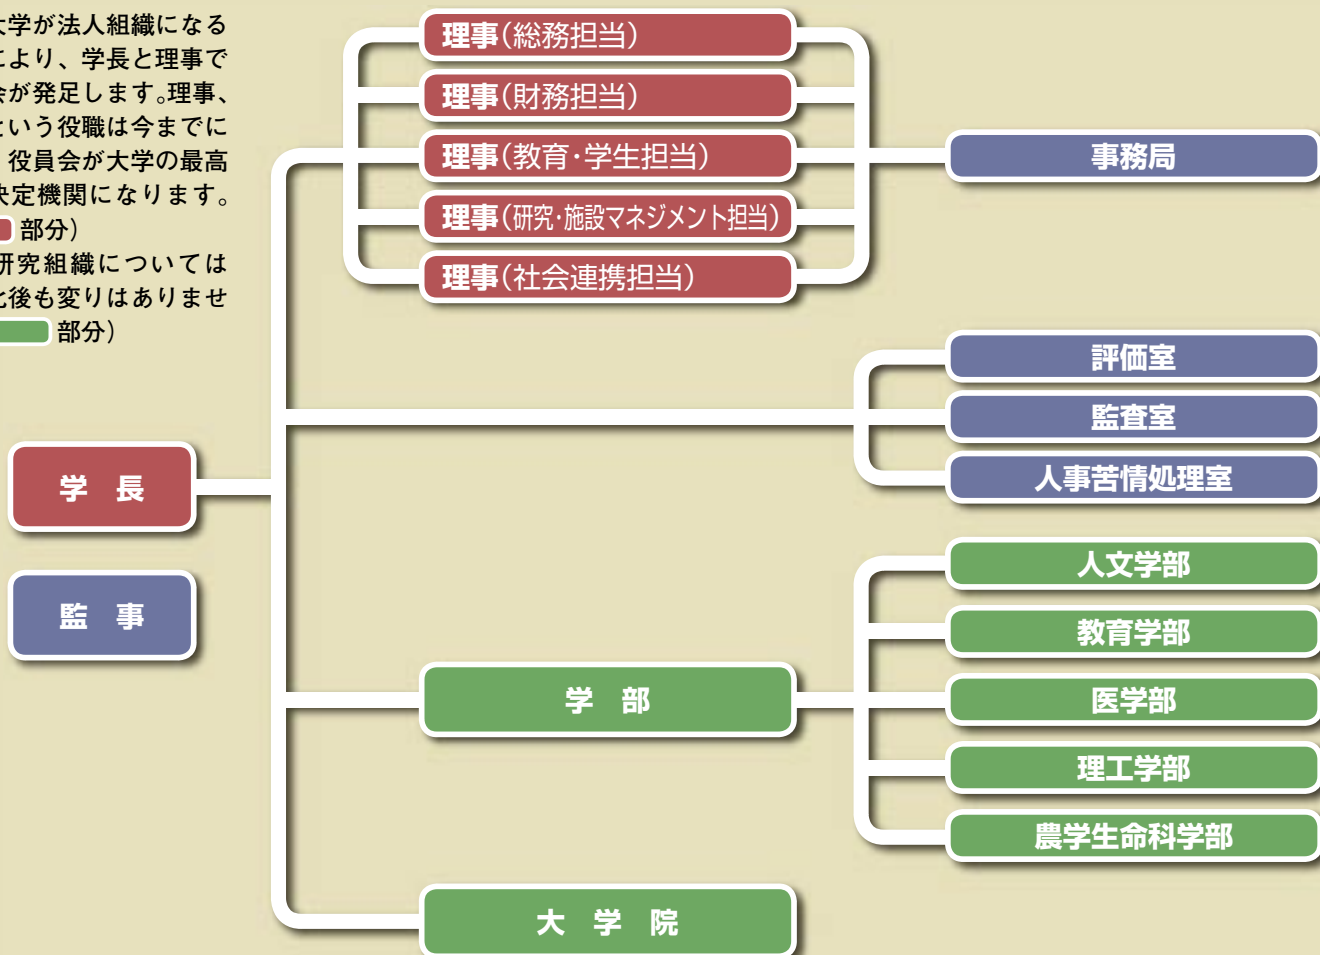 大学が法人組織になる
により、学長と理事で
会が発足します。理事、
という役職は今までに
、役員会が大学の最高
決定機関になります。
部分）
研究組織については
化後も変りはありませ
部分）
理事（総務担当）
理事（財務担当）
理事（教育・学生担当）
理事（研究・施設マネジメント担当）
理事（社会連携担当）
事務局
評価室
監査室
人事苦情処理室
学　長
監　事
学　部
人文学部
教育学部
医学部
理工学部
農学生命科学部
大　学　院